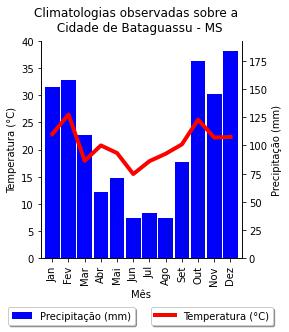 Climatologias observadas sobre a
Cidade de Bataguassu - MS
Temperatura (°C)
40
35
30
25
20
15
10
5
0
Precipitação (mm)
175
150
125
100
75
50
25
0
Jan Fev Mar Abr Mai Jun Jul Ago Set Out Nov Dez
Mês
Precipitação (mm) Temperatura (°C)